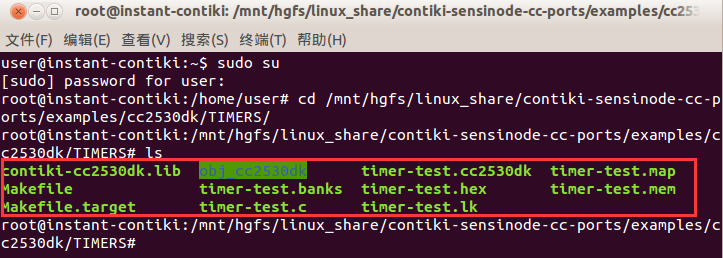 root@instant-contiki: /mnt/hgfs/linux_share/contiki-sensinode-cc-ports/examples/cc253
文件(F) 编辑(E) 查看(V) 搜索(S) 终端(T) 帮助(H)
user@instant-contiki:~$ sudo su
[sudo] password for user:
root@instant-contiki:/home/user# cd /mnt/hgfs/linux_share/contiki-sensinode-cc-p
orts/examples/cc2530dk/TIMERS/
root@instant-contiki:/mnt/hgfs/linux_share/contiki-sensinode-cc-ports/examples/c
c2530dk/TIMERS# ls
contiki-cc2530dk.lib obj_cc2530dk timer-test.cc2530dk timer-test.map
Makefile timer-test.banks timer-test.hex timer-test.mem
Makefile.target timer-test.c timer-test.lk
root@instant-contiki:/mnt/hgfs/linux_share/contiki-sensinode-cc-ports/examples/c
c2530dk/TIMERS#